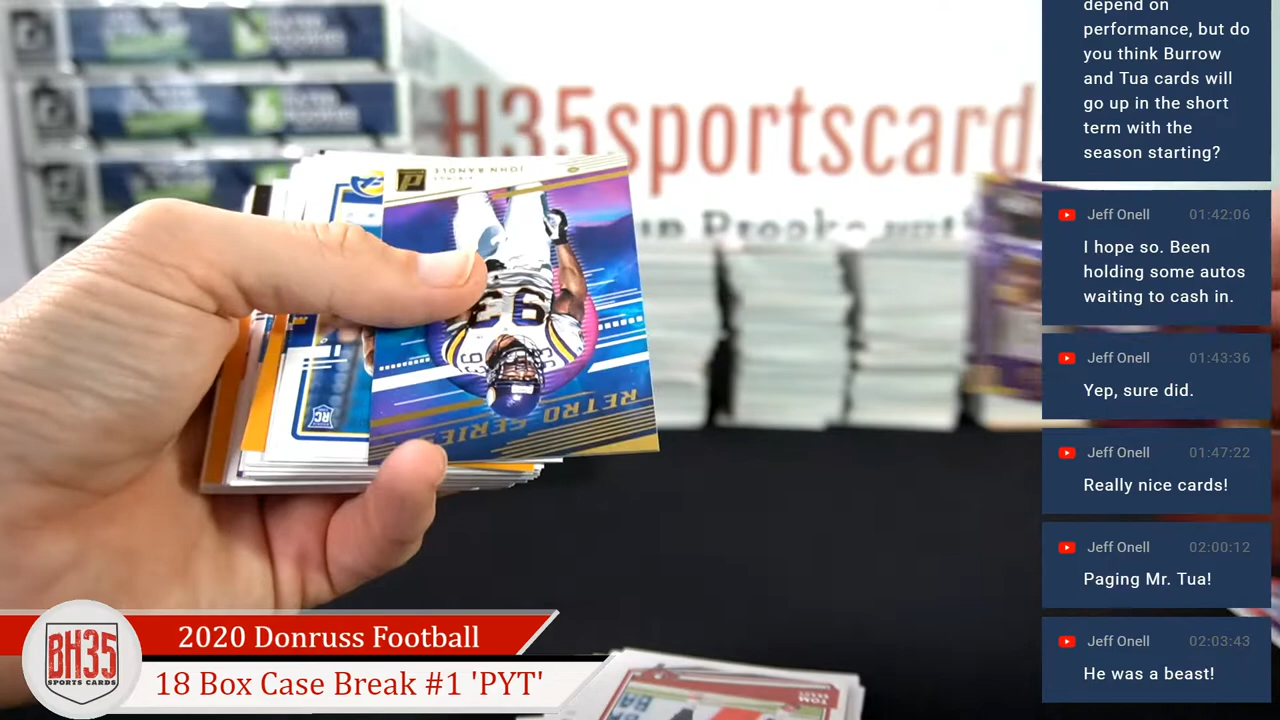 H35sportscard
JOHN RANDLE
93
93
RETRO SERIES
RC
TOM
2020 Donruss Football
18 Box Case Break #1 'PYT'
BH35
SPORTS CARDS
depend on
performance, but do
you think Burrow
and Tua cards will
go up in the short
term with the
season starting?
Jeff Onell 01:42:06
I hope so. Been
holding some autos
waiting to cash in.
Jeff Onell 01:43:36
Yep, sure did.
Jeff Onell 01:47:22
Really nice cards!
Jeff Onell 02:00:12
Paging Mr. Tua!
Jeff Onell 02:03:43
He was a beast!